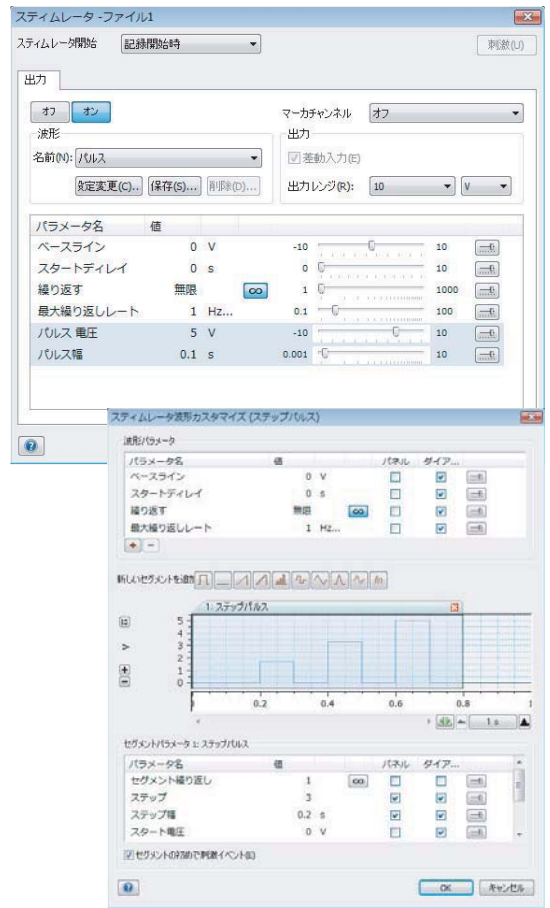 スティムレータ -ファイル1
スティムレータ開始 記録開始時 刺激(U)
出力
オフ オン マーカチャンネル オフ
波形 出力
名前(N): パルス 差動入力(E)
設定変更(C)... 保存(S)... 削除(D)... 出力レンジ(R): 10 V
パラメータ名 値
ベースライン 0 V -10 10
スタートディレイ 0 s 0 10
繰り返す 無限 ∞ 1 1000
最大繰り返しレート 1 Hz... 0.1 100
パルス 電圧 5 V -10 10
パルス幅 0.1 s 0.001 10
スティムレータ波形カスタマイズ (ステップパルス)
波形パラメータ
パラメータ名 値 パネル ダイア...
ベースライン 0 V
スタートディレイ 0 s
繰り返す 無限 ∞
最大繰り返しレート 1 Hz...
新しいセグメントを追加
1: ステップパルス
5
4
3
2
1
0
V
0.2 0.4 0.6 0.8 1
1 s
セグメントパラメータ 1: ステップパルス
パラメータ名 値 パネル ダイア...
セグメント繰り返し 1 ∞
ステップ 3
ステップ幅 0.2 s
スタート電圧 0 V
セグメントの初めで刺激イベント(E)
OK キャンセル